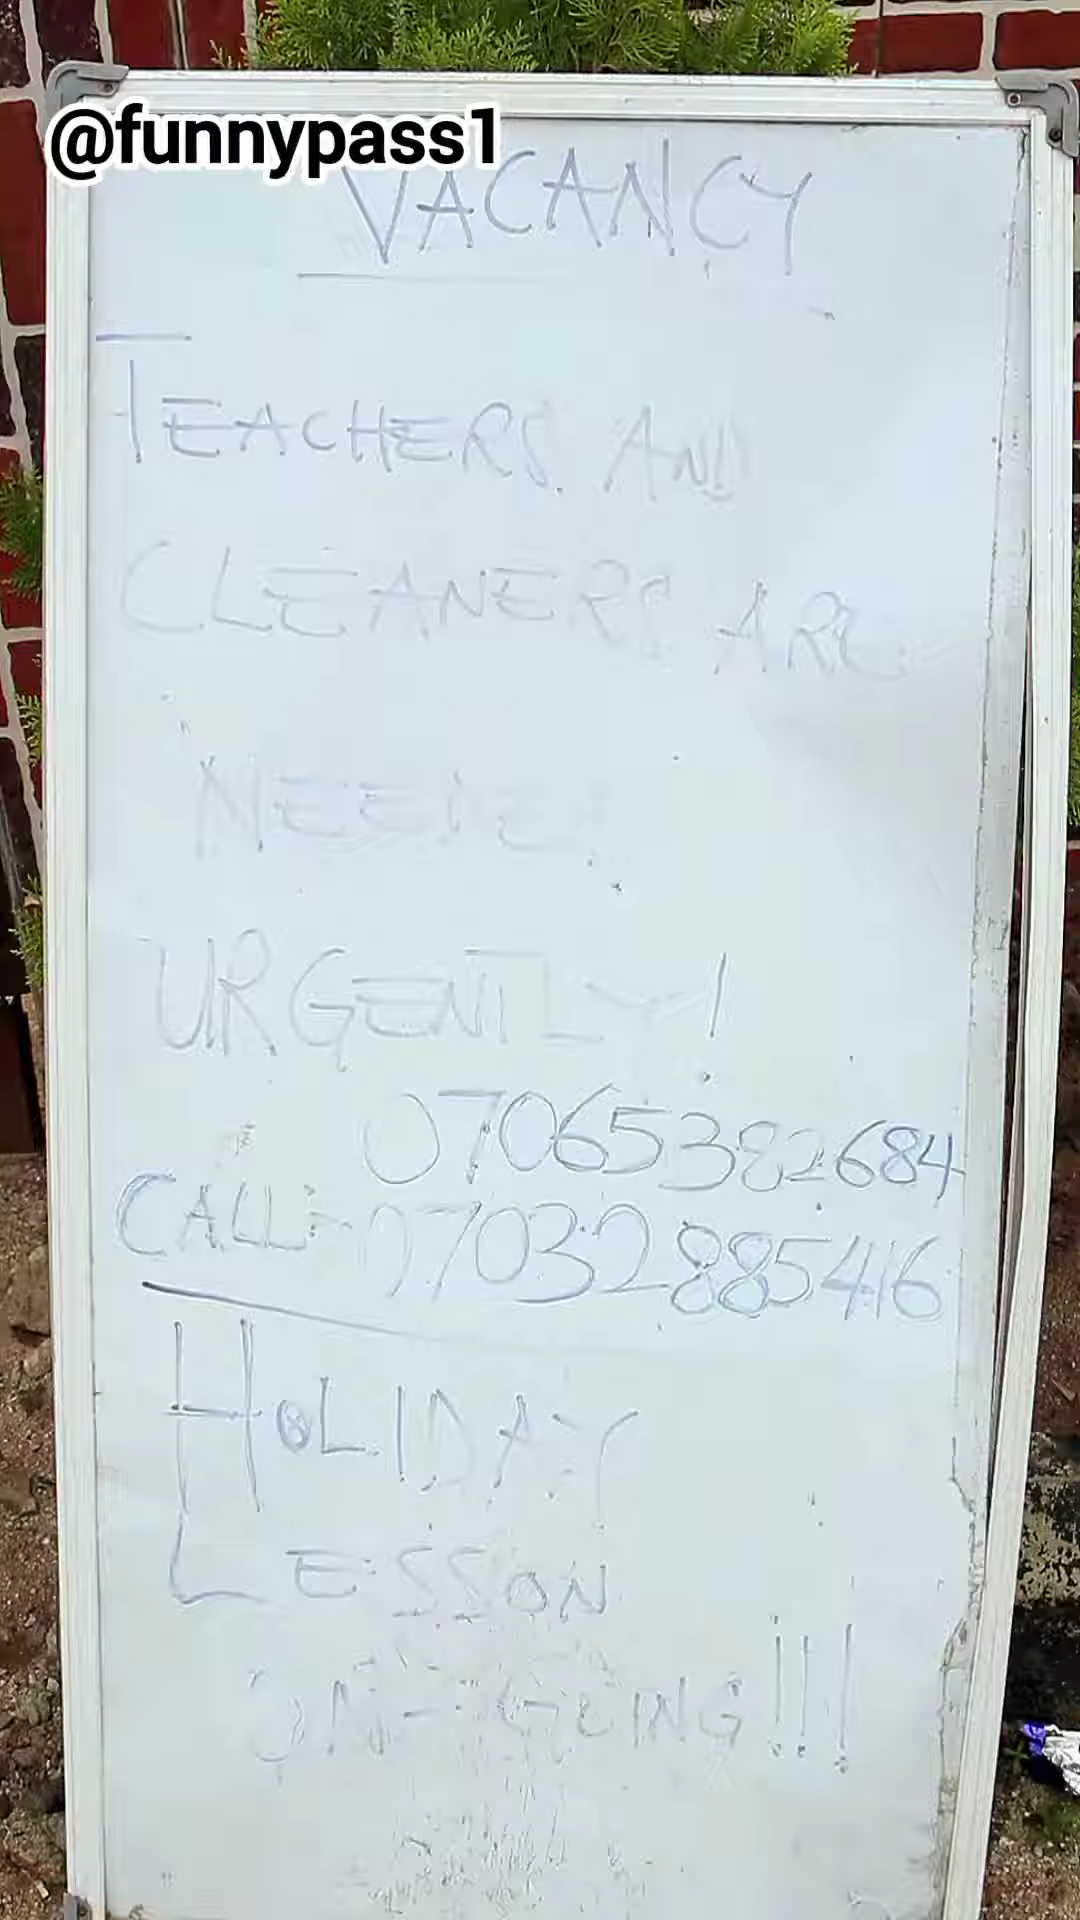 @funnypass1
VACANCY
TEACHERS AND
CLEANERS ARE
NEEDED
URGENTLY!
07065382684
CALL:- 07032885416
HOLIDAY
LESSON
ON-GOING!!!